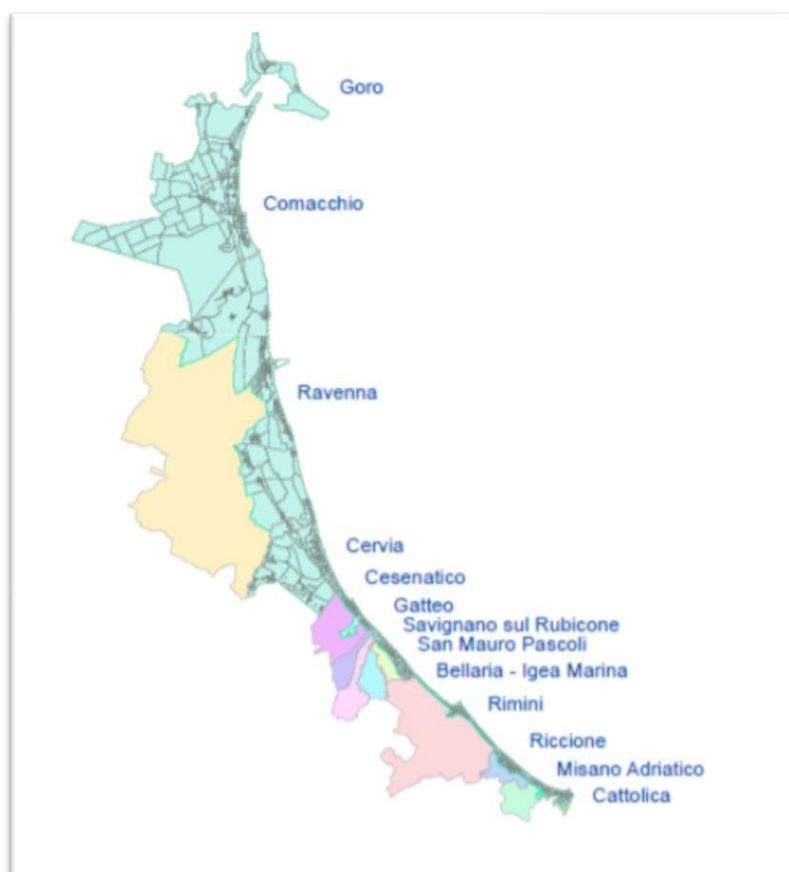 Goro
Comacchio
Ravenna
Cervia
Cesenatico
Gatteo
Savignano sul Rubicone
San Mauro Pascoli
Bellaria - Igea Marina
Rimini
Riccione
Misano Adriatico
Cattolica